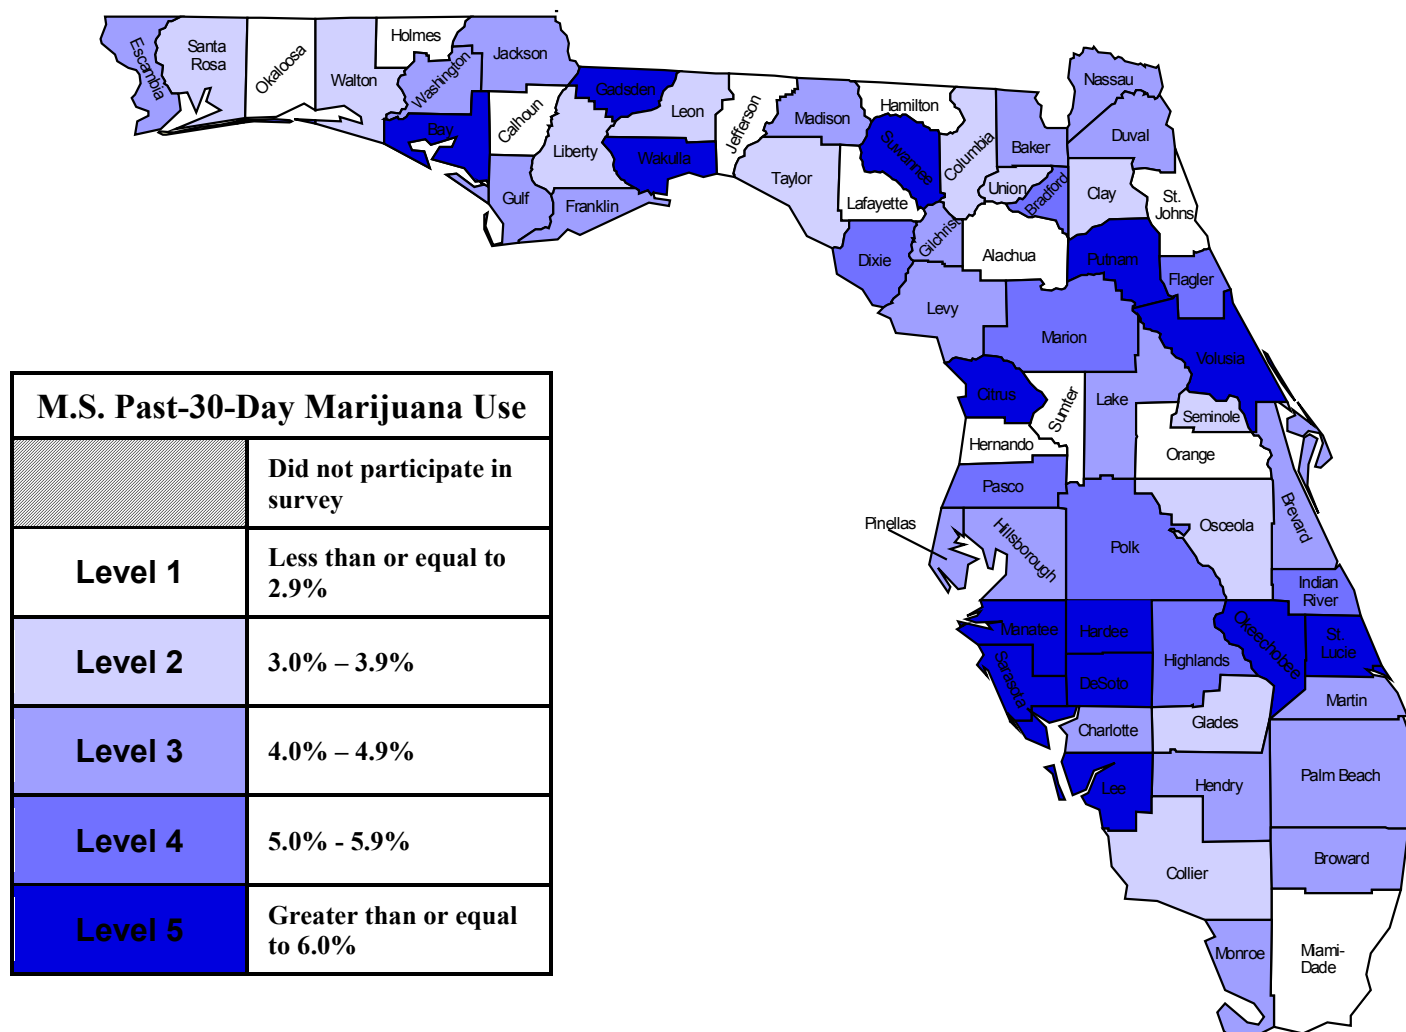 Escambia
Santa
Rosa
Okaloosa
Walton
Holmes
Washington
Jackson
Bay
Calhoun
Gulf
Gadsden
Liberty
Franklin
Leon
Wakulla
Jefferson
Madison
Taylor
Hamilton
Suwannee
Lafayette
Dixie
Columbia
Gilchrist
Levy
Baker
Union
Bradford
Alachua
Nassau
Duval
Clay
St.
Johns
Putnam
Flagler
Marion
Volusia
Citrus
Sumter
Lake
Seminole
Hernando
Orange
Pasco
Pinellas
Hillsborough
Polk
Osceola
Brevard
Indian
River
Manatee
Hardee
Highlands
Okeechobee
St.
Lucie
Sarasota
DeSoto
Martin
Charlotte
Glades
Lee
Hendry
Palm Beach
Collier
Broward
Monroe
Miami-
Dade
M.S. Past-30-Day Marijuana Use
Did not participate in
survey
Level 1
Less than or equal to
2.9%
Level 2
3.0% – 3.9%
Level 3
4.0% – 4.9%
Level 4
5.0% - 5.9%
Level 5
Greater than or equal
to 6.0%